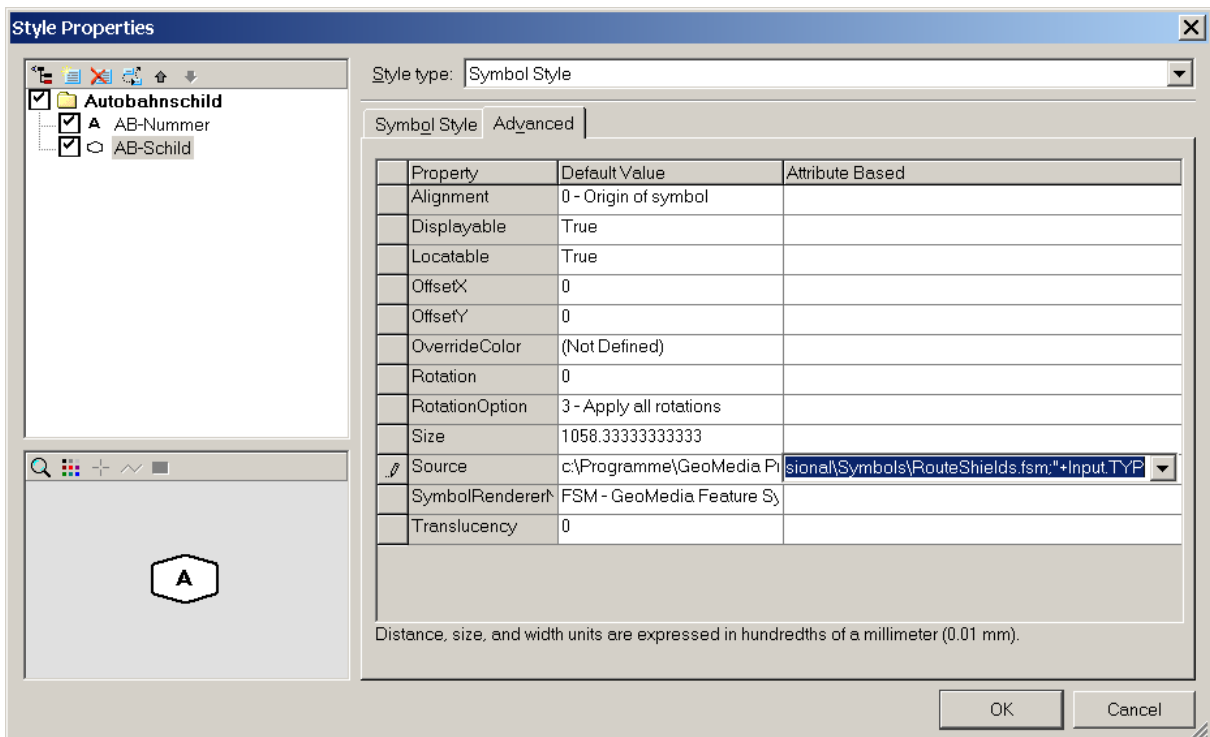 Style Properties
Style type: Symbol Style
Autobahnschild
A AB-Nummer
AB-Schild
Symbol Style Advanced
Property Default Value Attribute Based
Alignment 0 - Origin of symbol
Displayable True
Locatable True
OffsetX 0
OffsetY 0
OverrideColor (Not Defined)
Rotation 0
RotationOption 3 - Apply all rotations
Size 1058.33333333333
Source c:\Programme\GeoMedia Pr sional\Symbols\RouteShields.fsm;"+Input.TYP
SymbolRendererN FSM - GeoMedia Feature Sy
Translucency 0
A
Distance, size, and width units are expressed in hundredths of a millimeter (0.01 mm).
OK Cancel